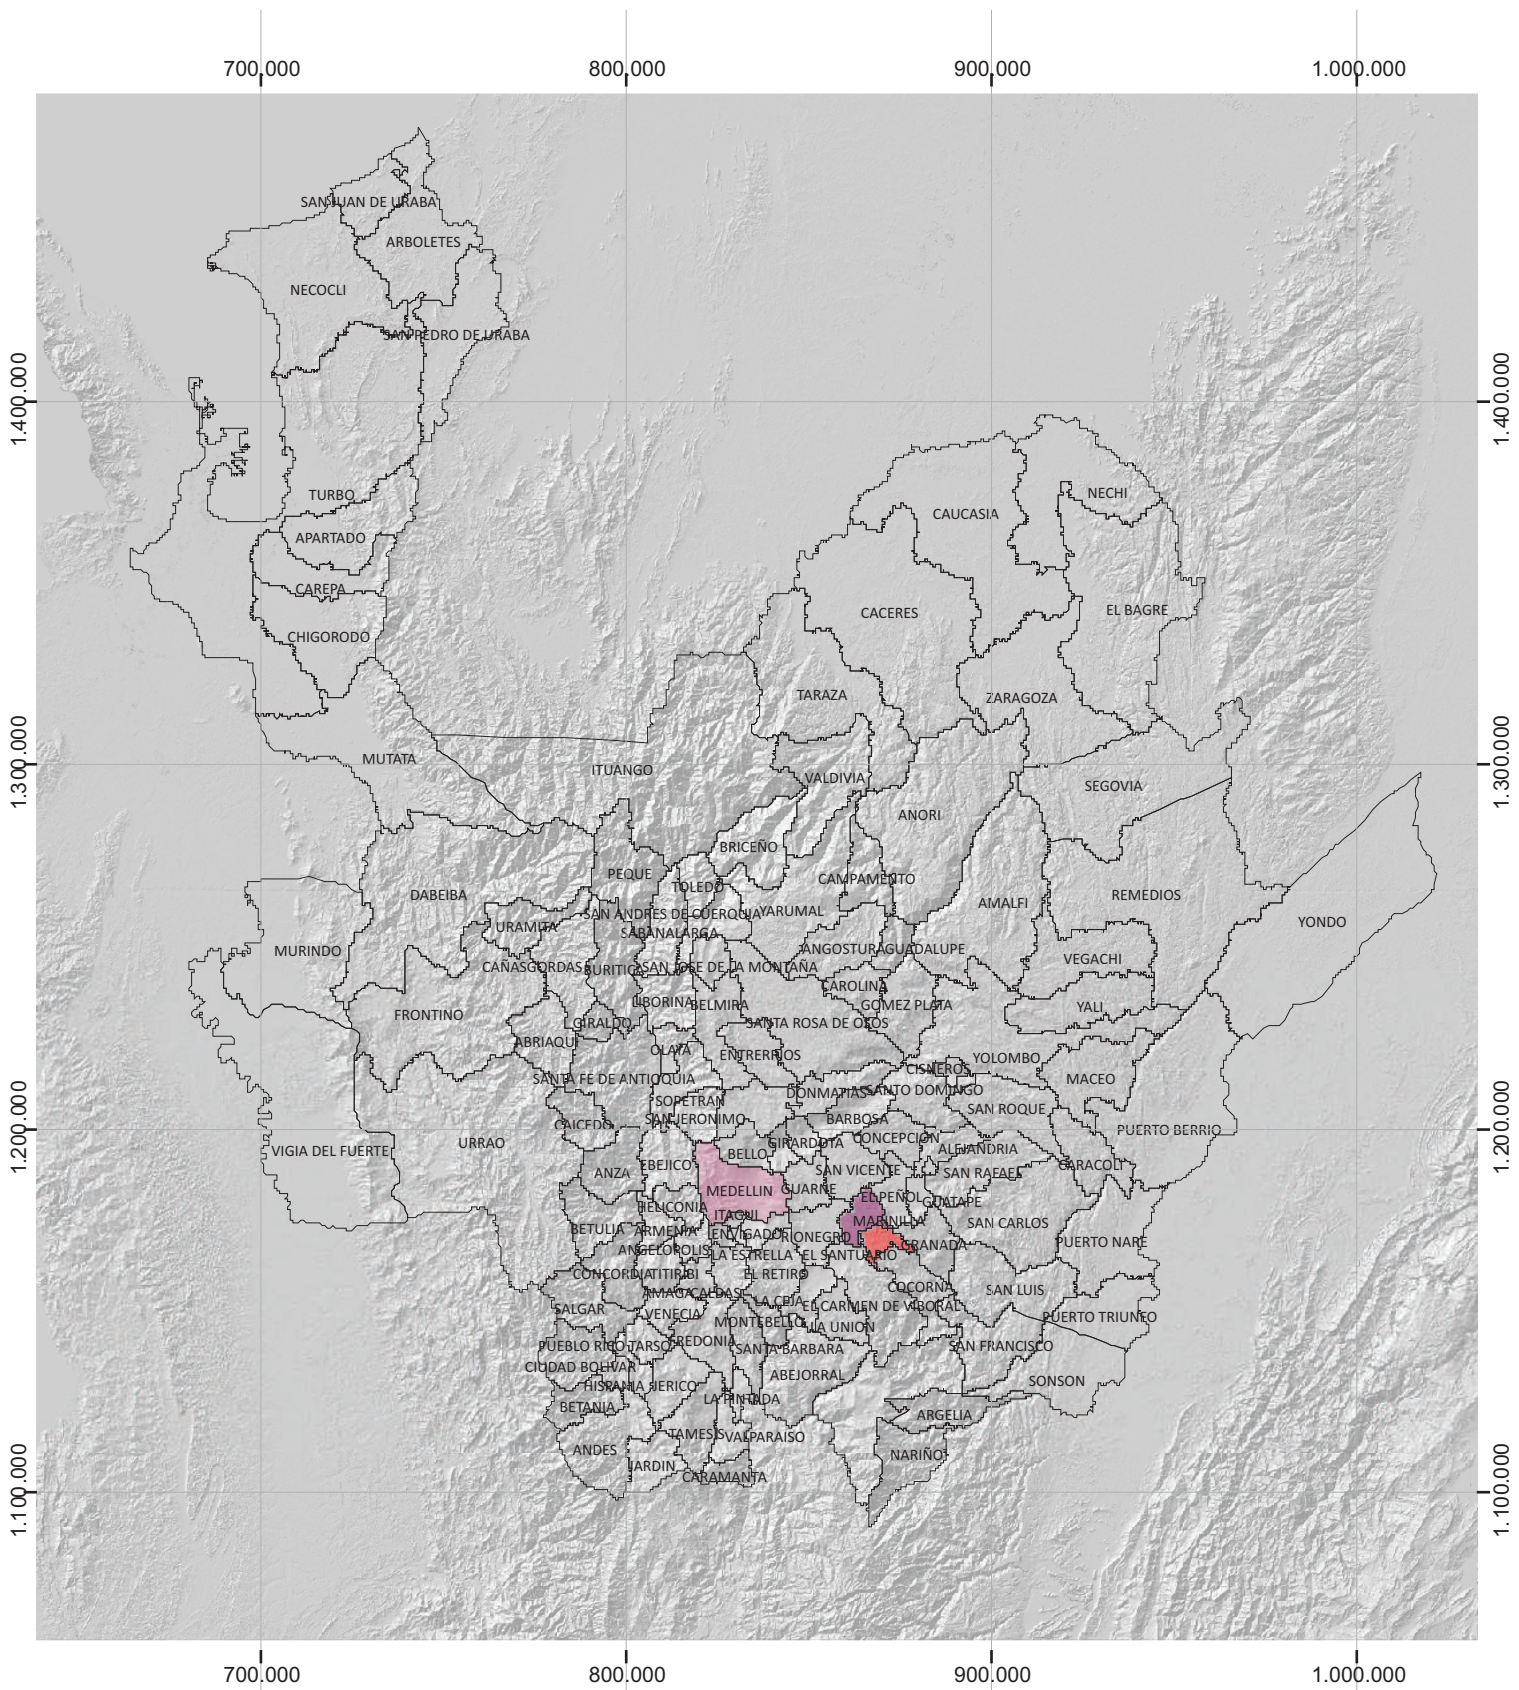 700.000 800.000 900.000 1.000.000
SAN JUAN DE URABA
ARBOLETES
NECOCLI
SAN PEDRO DE URABA
1.400.000 1.400.000
TURBO
NECHI
CAUCASIA
APARTADO
CAREPA
CACERES
EL BAGRE
CHIGORODO
TARAZA
ZARAGOZA
MUTATA
1.300.000 1.300.000
ITUANGO
VALDIVIA
SEGOVIA
ANORI
BRICEÑO
PEQUE
CAMPAMENTO
TOLEDO
DABEIBA
REMEDIOS
AMALFI
SAN ANDRES DE CUERQUIA
YARUMAL
YONDO
URAMITA
SABANALARGA
MURINDO
ANGOSTURA
GUADALUPE
VEGACHI
CAÑASGORDAS
BURITICA
SAN JOSE DE LA MONTAÑA
CAROLINA
LIBORINA
BELMIRA
GOMEZ PLATA
YALI
FRONTINO
GIRALDO
SANTA ROSA DE OSOS
ABRIAQUI
OLAYA
ENTRERRIOS
YOLOMBO
CISNEROS
SANTA FE DE ANTIOQUIA
MACEO
DONMATIAS
SANTO DOMINGO
SOPETRAN
SAN ROQUE
SAN JERONIMO
BARBOSA
CAICEDO
PUERTO BERRIO
1.200.000 1.200.000
URRAO
GIRARDOTA
CONCEPCION
VIGIA DEL FUERTE
BELLO
ALEJANDRIA
EBEJICO
CARACOLI
ANZA
SAN VICENTE
SAN RAFAEL
MEDELLIN
GUARNE
EL PEÑOL
GUATAPE
HELICONIA
ITAGUI
MARINILLA
SAN CARLOS
BETULIA
ARMENIA
ENVIGADO
RIONEGRO
PUERTO NARE
ANGELOPOLIS
LA ESTRELLA
EL SANTUARIO
GRANADA
CONCORDIA
TITIRIBI
EL RETIRO
COCORNA
SAN LUIS
AMAGA
CALDAS
LA CEJA
EL CARMEN DE VIBORAL
SALGAR
VENECIA
MONTEBELLO
LA UNION
PUERTO TRIUNFO
PUEBLO RICO
TARSO
FREDONIA
SANTA BARBARA
SAN FRANCISCO
CIUDAD BOLIVAR
ABEJORRAL
SONSON
HISPANIA
JERICO
LA PINTADA
BETANIA
ARGELIA
TAMESIS
VALPARAISO
ANDES
NARIÑO
JARDIN
CARAMANTA
1.100.000 1.100.000
700.000 800.000 900.000 1.000.000